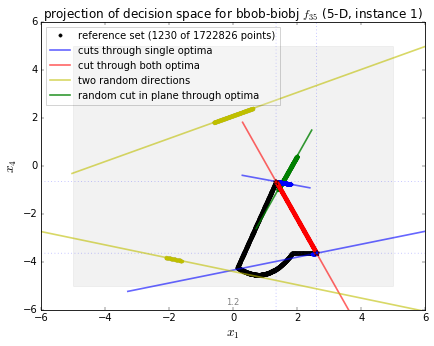 projection of decision space for bbob-biobj f₃₅ (5-D, instance 1)
reference set (1230 of 1722826 points)
cuts through single optima
cut through both optima
two random directions
random cut in plane through optima
6
4
2
0
−2
−4
−6
x₄
1.2
−6
−4
−2
0
2
4
6
x₁